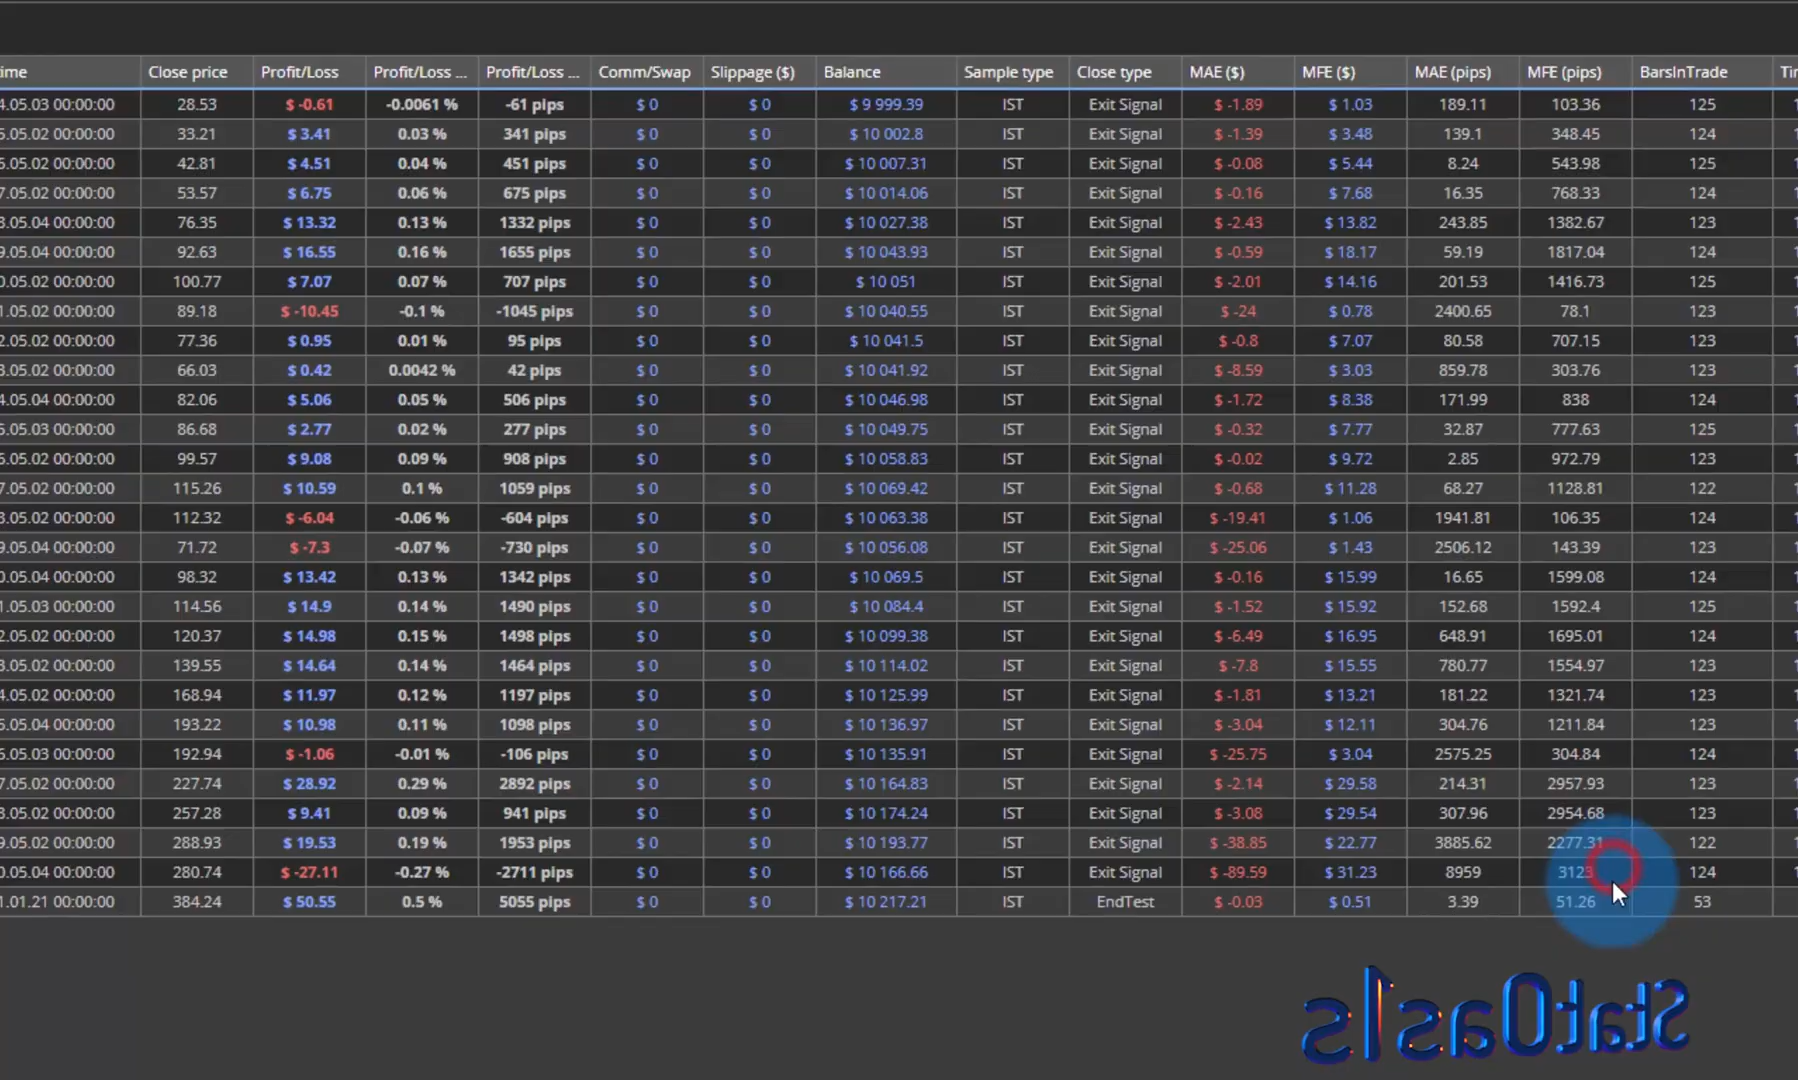 ime Close price Profit/Loss Profit/Loss ... Profit/Loss ... Comm/Swap Slippage ($) Balance Sample type Close type MAE ($) MFE ($) MAE (pips) MFE (pips) BarsInTrade Tir
4.05.03 00:00:00 28.53 $ -0.61 -0.0061 % -61 pips $ 0 $ 0 $ 9 999.39 IST Exit Signal $ -1.89 $ 1.03 189.11 103.36 125
5.05.02 00:00:00 33.21 $ 3.41 0.03 % 341 pips $ 0 $ 0 $ 10 002.8 IST Exit Signal $ -1.39 $ 3.48 139.1 348.45 124
5.05.02 00:00:00 42.81 $ 4.51 0.04 % 451 pips $ 0 $ 0 $ 10 007.31 IST Exit Signal $ -0.08 $ 5.44 8.24 543.98 125
7.05.02 00:00:00 53.57 $ 6.75 0.06 % 675 pips $ 0 $ 0 $ 10 014.06 IST Exit Signal $ -0.16 $ 7.68 16.35 768.33 124
3.05.04 00:00:00 76.35 $ 13.32 0.13 % 1332 pips $ 0 $ 0 $ 10 027.38 IST Exit Signal $ -2.43 $ 13.82 243.85 1382.67 123
9.05.04 00:00:00 92.63 $ 16.55 0.16 % 1655 pips $ 0 $ 0 $ 10 043.93 IST Exit Signal $ -0.59 $ 18.17 59.19 1817.04 124
0.05.02 00:00:00 100.77 $ 7.07 0.07 % 707 pips $ 0 $ 0 $ 10 051 IST Exit Signal $ -2.01 $ 14.16 201.53 1416.73 125
1.05.02 00:00:00 89.18 $ -10.45 -0.1 % -1045 pips $ 0 $ 0 $ 10 040.55 IST Exit Signal $ -24 $ 0.78 2400.65 78.1 123
2.05.02 00:00:00 77.36 $ 0.95 0.01 % 95 pips $ 0 $ 0 $ 10 041.5 IST Exit Signal $ -0.8 $ 7.07 80.58 707.15 123
3.05.02 00:00:00 66.03 $ 0.42 0.0042 % 42 pips $ 0 $ 0 $ 10 041.92 IST Exit Signal $ -8.59 $ 3.03 859.78 303.76 123
4.05.04 00:00:00 82.06 $ 5.06 0.05 % 506 pips $ 0 $ 0 $ 10 046.98 IST Exit Signal $ -1.72 $ 8.38 171.99 838 124
5.05.03 00:00:00 86.68 $ 2.77 0.02 % 277 pips $ 0 $ 0 $ 10 049.75 IST Exit Signal $ -0.32 $ 7.77 32.87 777.63 125
5.05.02 00:00:00 99.57 $ 9.08 0.09 % 908 pips $ 0 $ 0 $ 10 058.83 IST Exit Signal $ -0.02 $ 9.72 2.85 972.79 123
7.05.02 00:00:00 115.26 $ 10.59 0.1 % 1059 pips $ 0 $ 0 $ 10 069.42 IST Exit Signal $ -0.68 $ 11.28 68.27 1128.81 122
3.05.02 00:00:00 112.32 $ -6.04 -0.06 % -604 pips $ 0 $ 0 $ 10 063.38 IST Exit Signal $ -19.41 $ 1.06 1941.81 106.35 124
9.05.04 00:00:00 71.72 $ -7.3 -0.07 % -730 pips $ 0 $ 0 $ 10 056.08 IST Exit Signal $ -25.06 $ 1.43 2506.12 143.39 123
0.05.04 00:00:00 98.32 $ 13.42 0.13 % 1342 pips $ 0 $ 0 $ 10 069.5 IST Exit Signal $ -0.16 $ 15.99 16.65 1599.08 124
1.05.03 00:00:00 114.56 $ 14.9 0.14 % 1490 pips $ 0 $ 0 $ 10 084.4 IST Exit Signal $ -1.52 $ 15.92 152.68 1592.4 125
2.05.02 00:00:00 120.37 $ 14.98 0.15 % 1498 pips $ 0 $ 0 $ 10 099.38 IST Exit Signal $ -6.49 $ 16.95 648.91 1695.01 124
3.05.02 00:00:00 139.55 $ 14.64 0.14 % 1464 pips $ 0 $ 0 $ 10 114.02 IST Exit Signal $ -7.8 $ 15.55 780.77 1554.97 123
4.05.02 00:00:00 168.94 $ 11.97 0.12 % 1197 pips $ 0 $ 0 $ 10 125.99 IST Exit Signal $ -1.81 $ 13.21 181.22 1321.74 123
5.05.04 00:00:00 193.22 $ 10.98 0.11 % 1098 pips $ 0 $ 0 $ 10 136.97 IST Exit Signal $ -3.04 $ 12.11 304.76 1211.84 123
5.05.03 00:00:00 192.94 $ -1.06 -0.01 % -106 pips $ 0 $ 0 $ 10 135.91 IST Exit Signal $ -25.75 $ 3.04 2575.25 304.84 124
7.05.02 00:00:00 227.74 $ 28.92 0.29 % 2892 pips $ 0 $ 0 $ 10 164.83 IST Exit Signal $ -2.14 $ 29.58 214.31 2957.93 123
3.05.02 00:00:00 257.28 $ 9.41 0.09 % 941 pips $ 0 $ 0 $ 10 174.24 IST Exit Signal $ -3.08 $ 29.54 307.96 2954.68 123
9.05.02 00:00:00 288.93 $ 19.53 0.19 % 1953 pips $ 0 $ 0 $ 10 193.77 IST Exit Signal $ -38.85 $ 22.77 3885.62 2277.31 122
0.05.04 00:00:00 280.74 $ -27.11 -0.27 % -2711 pips $ 0 $ 0 $ 10 166.66 IST Exit Signal $ -89.59 $ 31.23 8959 3123 124
1.01.21 00:00:00 384.24 $ 50.55 0.5 % 5055 pips $ 0 $ 0 $ 10 217.21 IST EndTest $ -0.03 $ 0.51 3.39 51.26 53
StatOas1s